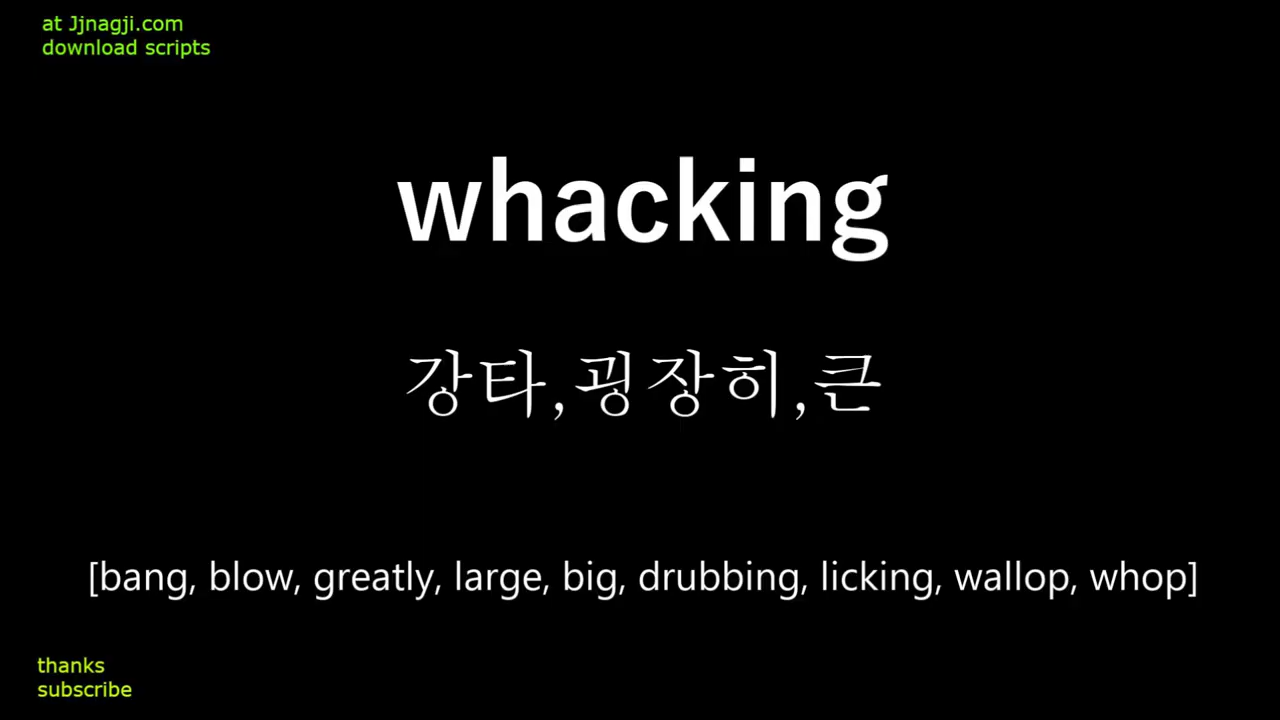 at Jjnagji.com
download scripts
whacking
강타,굉장히,큰
[bang, blow, greatly, large, big, drubbing, licking, wallop, whop]
thanks
subscribe